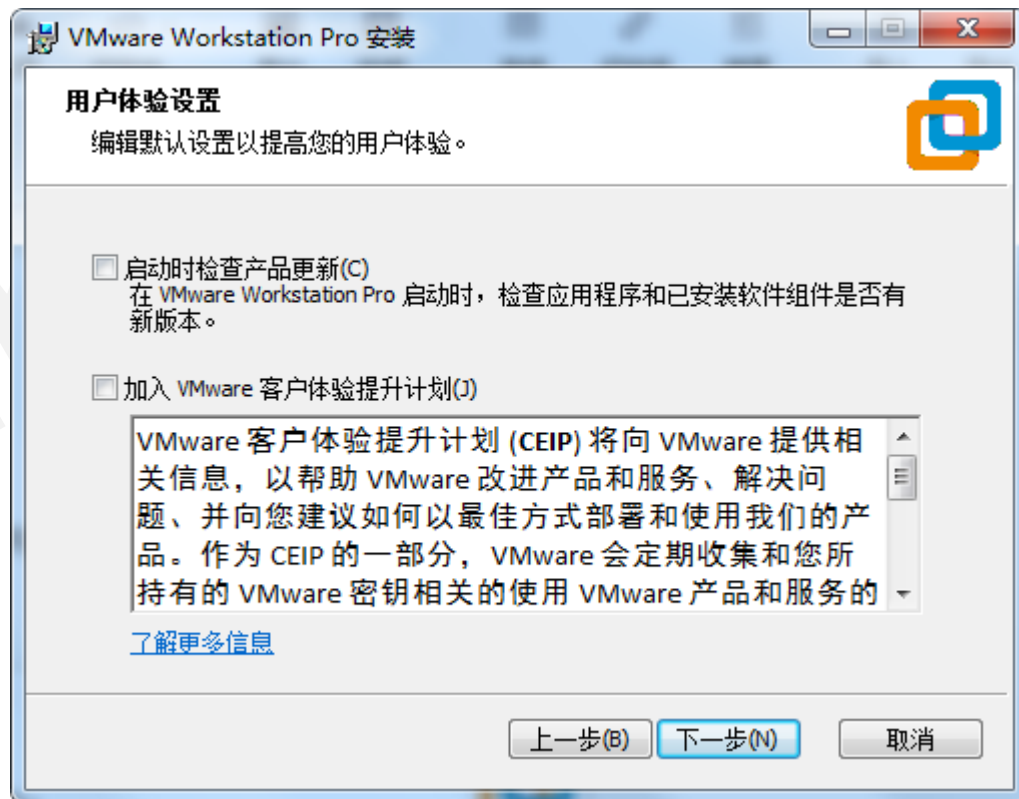 VMware Workstation Pro 安装
用户体验设置
编辑默认设置以提高您的用户体验。
启动时检查产品更新(C)
在 VMware Workstation Pro 启动时，检查应用程序和已安装软件组件是否有
新版本。
加入 VMware 客户体验提升计划(J)
VMware 客户体验提升计划 (CEIP) 将向 VMware 提供相
关信息，以帮助 VMware 改进产品和服务、解决问
题、并向您建议如何以最佳方式部署和使用我们的产
品。作为 CEIP 的一部分，VMware 会定期收集和您所
持有的 VMware 密钥相关的使用 VMware 产品和服务的
了解更多信息
上一步(B) 下一步(N) 取消